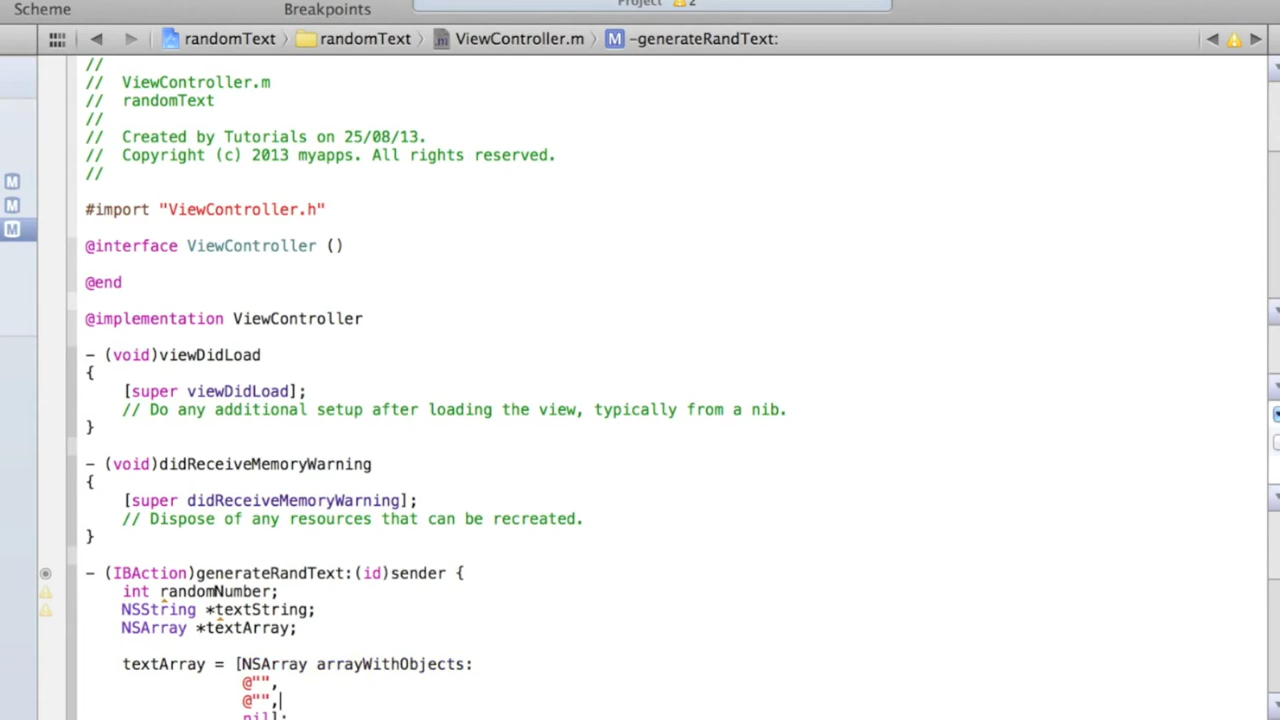 Scheme Breakpoints Project 2
randomText randomText ViewController.m M -generateRandText:
//
// ViewController.m
// randomText
//
// Created by Tutorials on 25/08/13.
// Copyright (c) 2013 myapps. All rights reserved.
//
M
M
#import "ViewController.h"
M
@interface ViewController ()
@end
@implementation ViewController
- (void)viewDidLoad
{
[super viewDidLoad];
// Do any additional setup after loading the view, typically from a nib.
}
- (void)didReceiveMemoryWarning
{
[super didReceiveMemoryWarning];
// Dispose of any resources that can be recreated.
}
- (IBAction)generateRandText:(id)sender {
int randomNumber;
NSString *textString;
NSArray *textArray;
textArray = [NSArray arrayWithObjects:
@"",
@"",
nil];